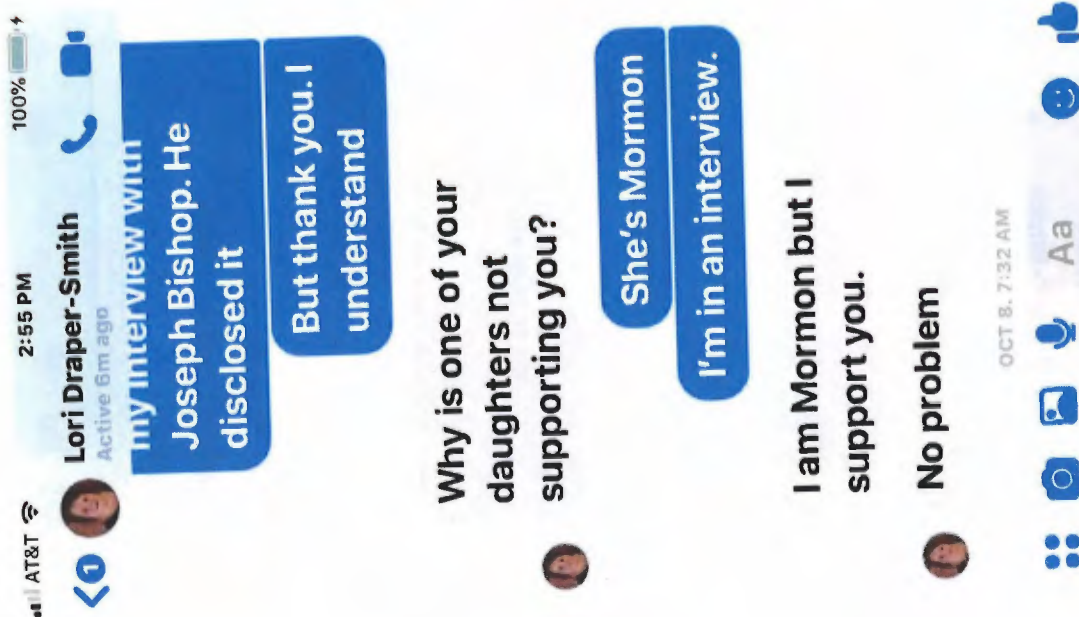 AT&T 2:55 PM 100%
1 Lori Draper-Smith
Active 6m ago
my interview with
Joseph Bishop. He
disclosed it
But thank you. I
understand
Why is one of your
daughters not
supporting you?
She's Mormon
I'm in an interview.
I am Mormon but I
support you.
No problem
OCT 8, 7:32 AM
Aa